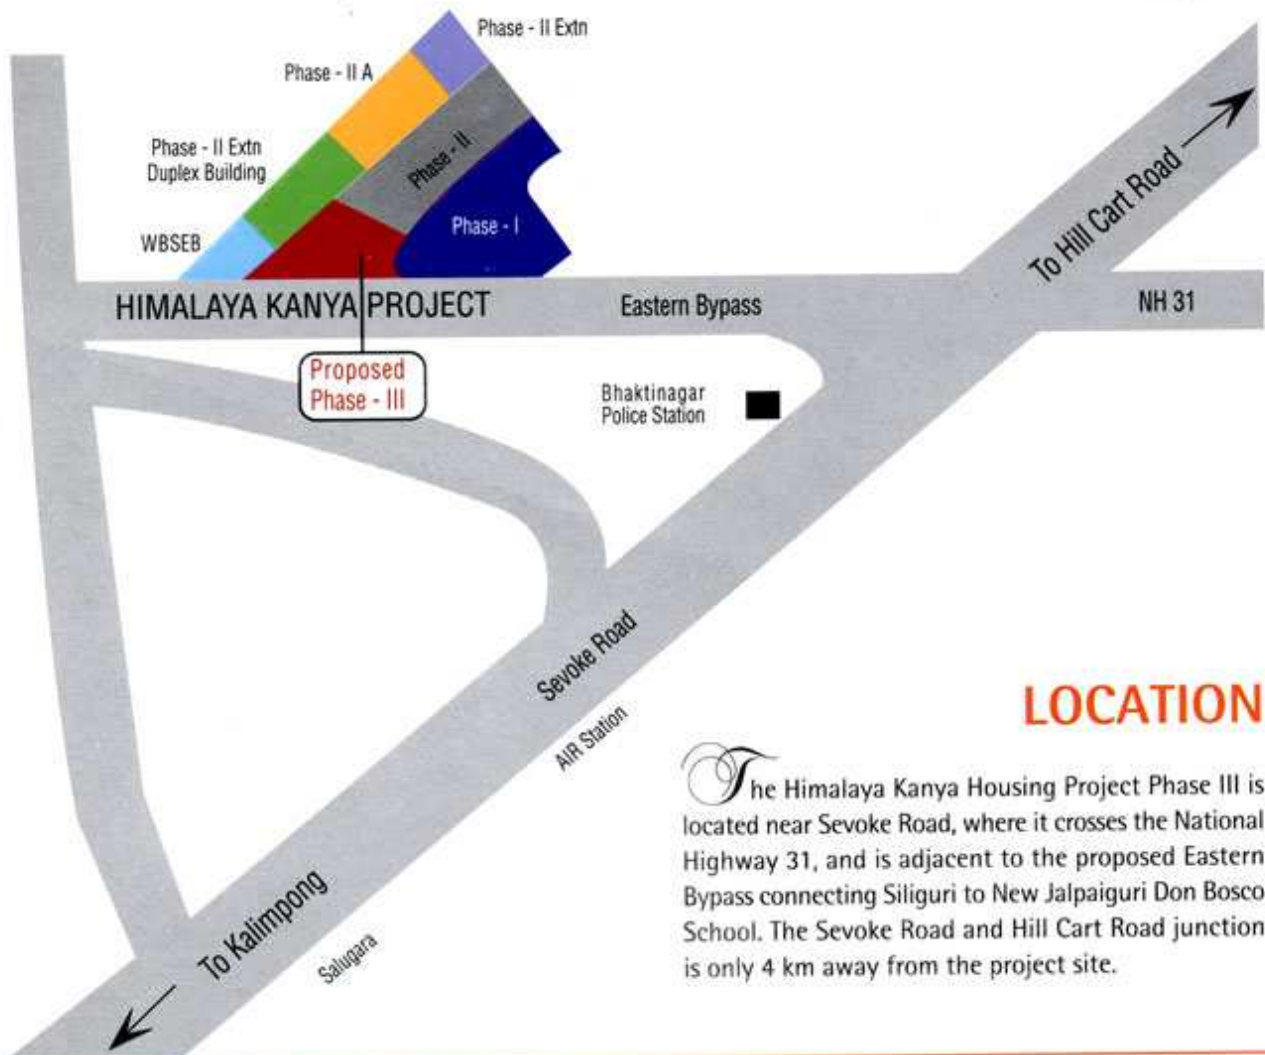 Phase - II Extn
Phase - II A
Phase - II Extn
Duplex Building
Phase - II
WBSEB
Phase - I
To Hill Cart Road
HIMALAYA KANYA PROJECT
Eastern Bypass
NH 31
Proposed
Phase - III
Bhaktinagar
Police Station
Sevoke Road
AIR Station
To Kalimpong
Salugara
LOCATION
The Himalaya Kanya Housing Project Phase III is
located near Sevoke Road, where it crosses the National
Highway 31, and is adjacent to the proposed Eastern
Bypass connecting Siliguri to New Jalpaiguri Don Bosco
School. The Sevoke Road and Hill Cart Road junction
is only 4 km away from the project site.